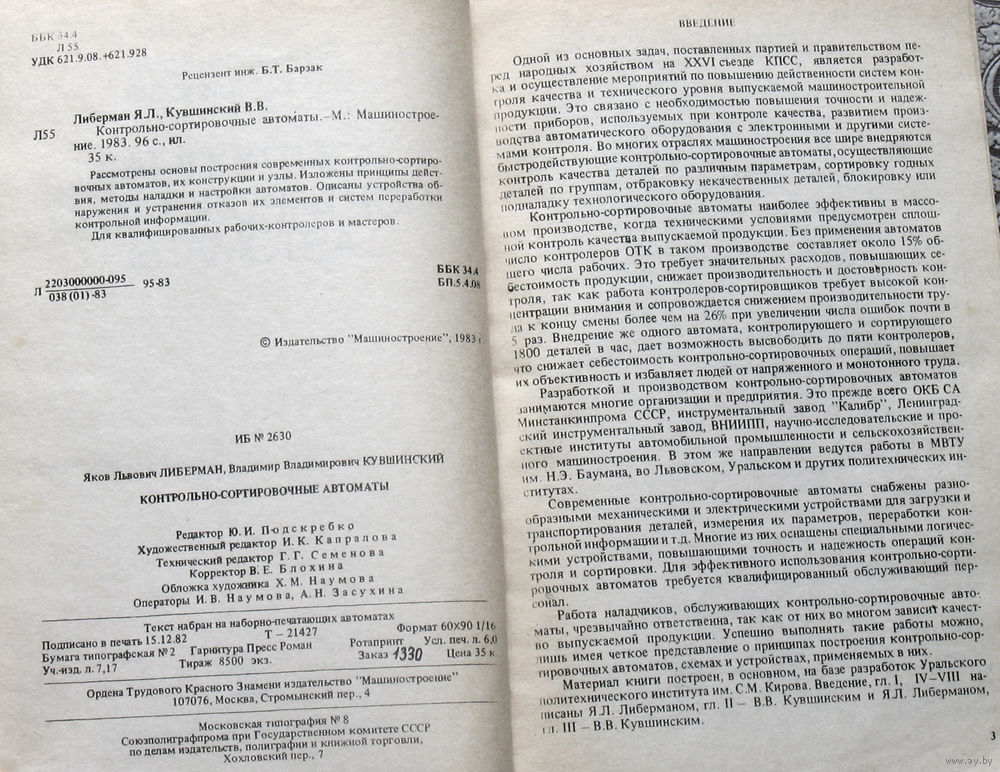 ББК 34.4
Л 55
УДК 621.9.08.+621.928
Рецензент инж. Б.Т. Барзак
Либерман Я.Л., Кувшинский В.В.
Л55 Контрольно-сортировочные автоматы.–М.: Машинострое-
ние. 1983. 96 с., ил.
35 к.
Рассмотрены основы построения современных контрольно-сортиро-
вочных автоматов, их конструкции и узлы. Изложены принципы дейст-
вия, методы наладки и настройки автоматов. Описаны устройства об-
наружения и устранения отказов их элементов и систем переработки
контрольной информации.
Для квалифицированных рабочих-контролеров и мастеров.
Л 2203000000-095 95-83
038 (01)-83
ББК 34.4
БП.5.4.08
© Издательство "Машиностроение", 1983 г.
ИБ № 2630
Яков Львович ЛИБЕРМАН, Владимир Владимирович КУВШИНСКИЙ
КОНТРОЛЬНО-СОРТИРОВОЧНЫЕ АВТОМАТЫ
Редактор Ю.И. Подскребко
Художественный редактор И.К. Капралова
Технический редактор Г.Г. Семенова
Корректор В.Е. Блохина
Обложка художника Х.М. Наумова
Операторы И.В. Наумова, А.Н. Засухина
Текст набран на наборно-печатающих автоматах
Подписано в печать 15.12.82 Т – 21427 Формат 60Х90 1/16
Бумага типографская № 2 Гарнитура Пресс Роман Ротапринт Усл. печ. л. 6,0
Уч.-изд. л. 7,17 Тираж 8500 экз. Заказ 1330 Цена 35 к.
Ордена Трудового Красного Знамени издательство "Машиностроение"
107076, Москва, Стромынский пер., 4
Московская типография № 8
Союзполиграфпрома при Государственном комитете СССР
по делам издательств, полиграфии и книжной торговли,
Хохловский пер., 7
ВВЕДЕНИЕ
Одной из основных задач, поставленных партией и правительством пе-
ред народных хозяйством на XXVI съезде КПСС, является разработ-
ка и осуществление мероприятий по повышению действенности систем кон-
троля качества и технического уровня выпускаемой машиностроительной
продукции. Это связано с необходимостью повышения точности и надеж-
ности приборов, используемых при контроле качества, развитием произ-
водства автоматического оборудования с электронными и другими систе-
мами контроля. Во многих отраслях машиностроения все шире внедряются
быстродействующие контрольно-сортировочные автоматы, осуществляющие
контроль качества деталей по различным параметрам, сортировку годных
деталей по группам, отбраковку некачественных деталей, блокировку или
подналадку технологического оборудования.
Контрольно-сортировочные автоматы наиболее эффективны в массо-
вом производстве, когда техническими условиями предусмотрен сплош-
ной контроль качества выпускаемой продукции. Без применения автоматов
число контролеров ОТК в таком производстве составляет около 15% об-
щего числа рабочих. Это требует значительных расходов, повышающих се-
бестоимость продукции, снижает производительность и достоверность кон-
троля, так как работа контролеров-сортировщиков требует высокой кон-
центрации внимания и сопровождается снижением производительности тру-
да к концу смены более чем на 26% при увеличении числа ошибок почти в
5 раз. Внедрение же одного автомата, контролирующего и сортирующего
1800 деталей в час, дает возможность высвободить до пяти контролеров,
что снижает себестоимость контрольно-сортировочных операций, повышает
их объективность и избавляет людей от напряженного и монотонного труда.
Разработкой и производством контрольно-сортировочных автоматов
занимаются многие организации и предприятия. Это прежде всего ОКБ СА
Минстанкинпрома СССР, инструментальный завод "Калибр", Ленинград-
ский инструментальный завод, ВНИИПП, научно-исследовательские и про-
ектные институты автомобильной промышленности и сельскохозяйствен-
ного машиностроения. В этом же направлении ведутся работы в МВТУ
им. Н.Э. Баумана, во Львовском, Уральском и других политехнических ин-
ститутах.
Современные контрольно-сортировочные автоматы снабжены разно-
образными механическими и электрическими устройствами для загрузки и
транспортирования деталей, измерения их параметров, переработки кон-
трольной информации и т.д. Многие из них оснащены специальными логичес-
кими устройствами, повышающими точность и надежность операций кон-
троля и сортировки. Для эффективного использования контрольно-сорти-
ровочных автоматов требуется квалифицированный обслуживающий пер-
сонал.
Работа наладчиков, обслуживающих контрольно-сортировочные авто-
маты, чрезвычайно ответственна, так как от них во многом зависит качест-
во выпускаемой продукции. Успешно выполнять такие работы можно,
лишь имея четкое представление о принципах построения контрольно-сор-
тировочных автоматов, схемах и устройствах, применяемых в них.
Материал книги построен, в основном, на базе разработок Уральского
политехнического института им. С.М. Кирова. Введение, гл. I, IV–VIII на-
писаны Я.Л. Либерманом, гл. II – В.В. Кувшинским и Я.Л. Либерманом,
гл. III – В.В. Кувшинским.
3
www.ay.by